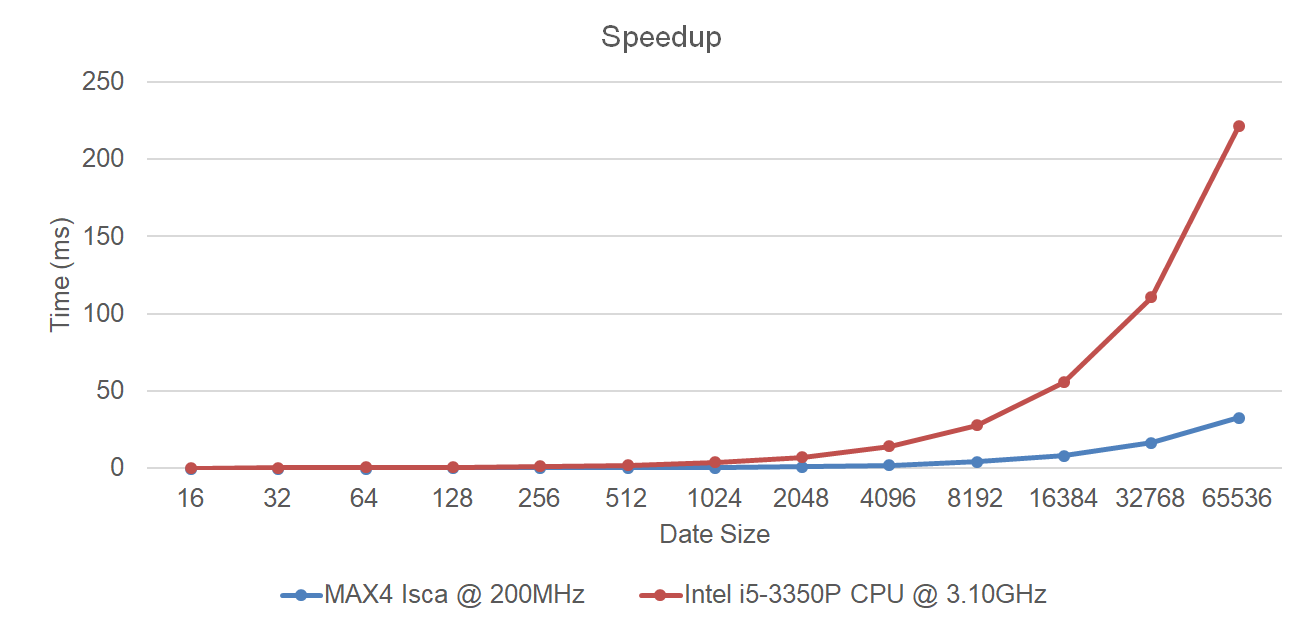 Speedup
250
200
150
100
50
0
Time (ms)
16 32 64 128 256 512 1024 2048 4096 8192 16384 32768 65536
Date Size
MAX4 Isca @ 200MHz Intel i5-3350P CPU @ 3.10GHz